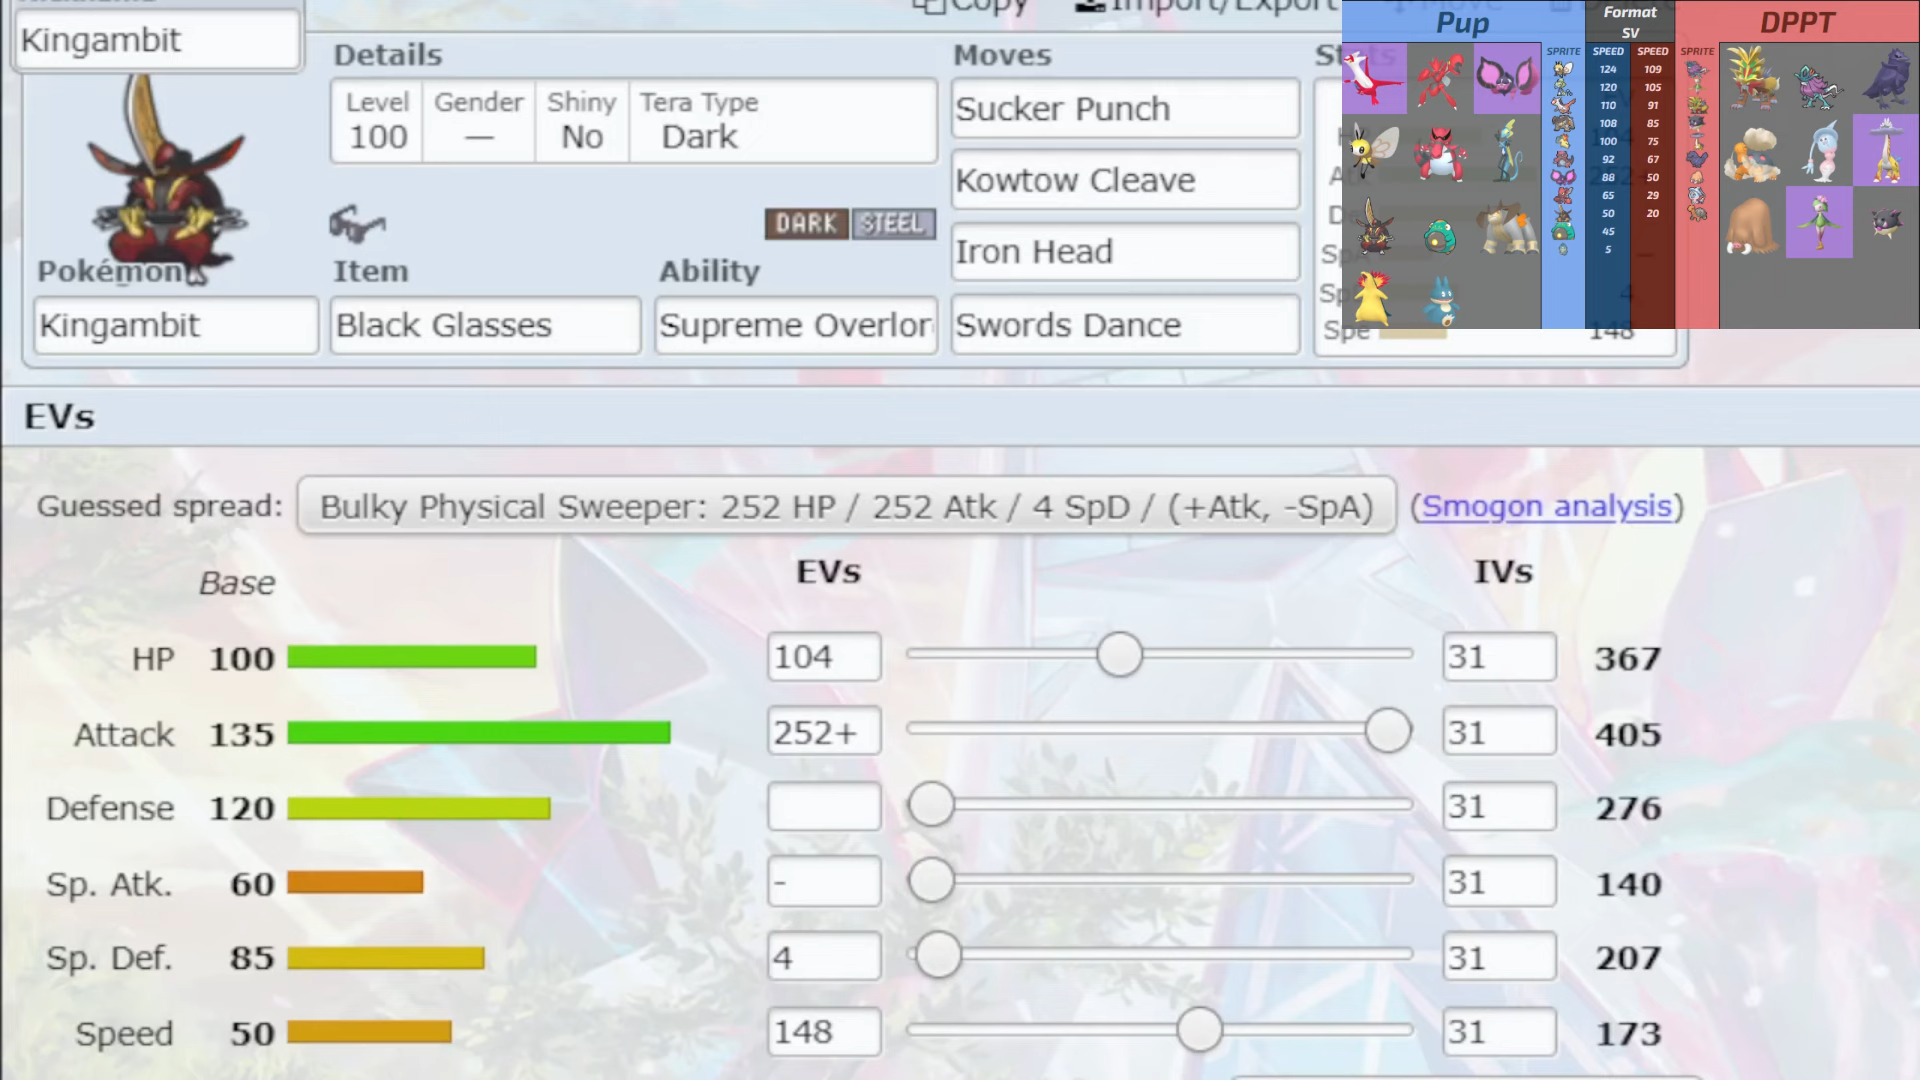 Copy
Import/Export
Kingambit
Details
Moves
Level
100
Gender
—
Shiny
No
Tera Type
Dark
Sucker Punch
Kowtow Cleave
Iron Head
Swords Dance
DARK
STEEL
Pokémon
Item
Ability
Kingambit
Black Glasses
Supreme Overlor
Spe
148
Pup
Format
SV
DPPT
SPRITE SPEED SPEED SPRITE
124 109
120 105
110 91
108 85
100 75
92 67
88 50
65 29
50 20
45
5
EVs
Guessed spread: Bulky Physical Sweeper: 252 HP / 252 Atk / 4 SpD / (+Atk, -SpA) (Smogon analysis)
Base EVs IVs
HP 100 104 31 367
Attack 135 252+ 31 405
Defense 120 31 276
Sp. Atk. 60 - 31 140
Sp. Def. 85 4 31 207
Speed 50 148 31 173